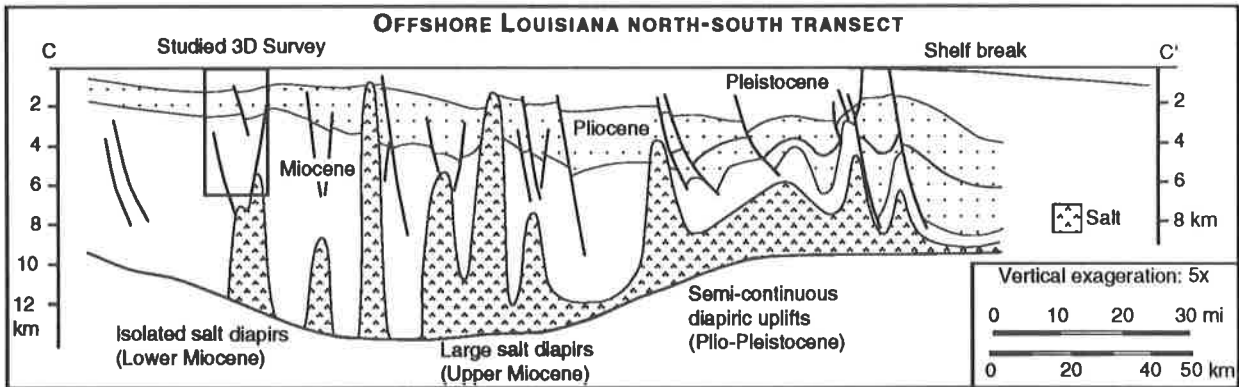 OFFSHORE LOUISIANA NORTH-SOUTH TRANSECT
C
Studied 3D Survey
Shelf break
C'
Pleistocene
2
2
Pliocene
4
4
Miocene
6
6
8
Salt
8 km
10
Vertical exageration: 5x
12
km
Isolated salt diapirs
(Lower Miocene)
Large salt diapirs
(Upper Miocene)
Semi-continuous
diapiric uplifts
(Plio-Pleistocene)
0 10 20 30 mi
0 20 40 50 km